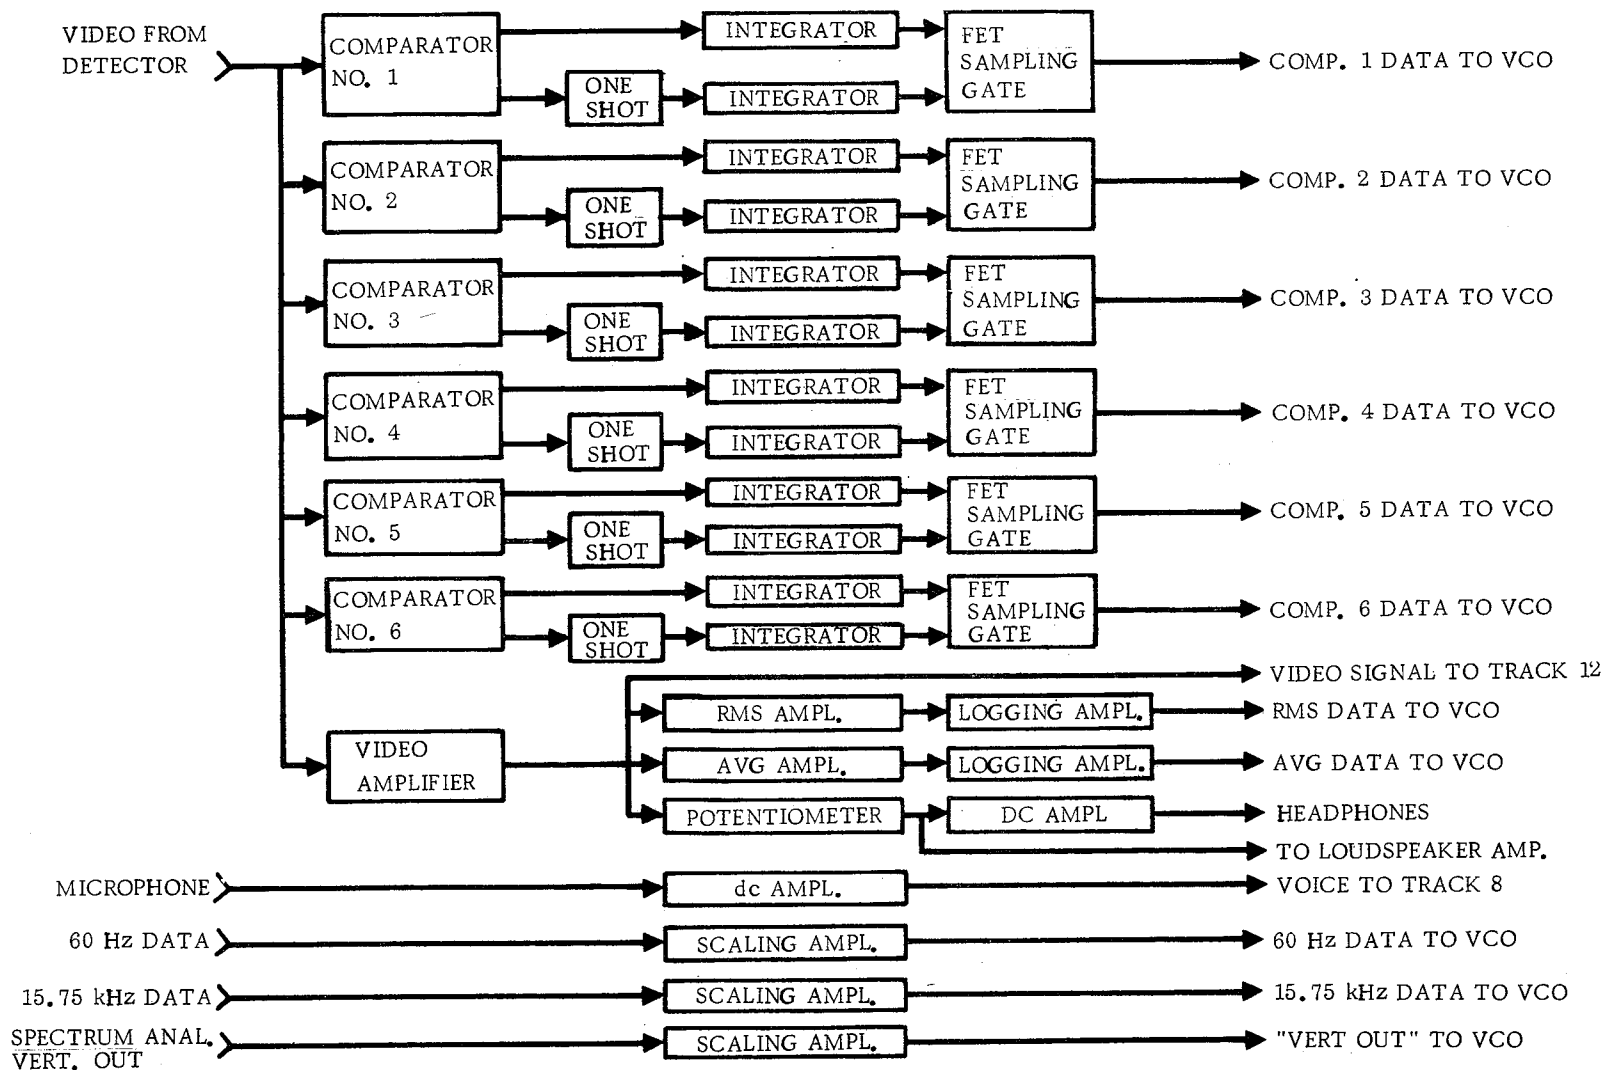 VIDEO FROM
DETECTOR
COMPARATOR
NO. 1
INTEGRATOR
ONE
SHOT
INTEGRATOR
FET
SAMPLING
GATE
COMP. 1 DATA TO VCO
COMPARATOR
NO. 2
INTEGRATOR
ONE
SHOT
INTEGRATOR
FET
SAMPLING
GATE
COMP. 2 DATA TO VCO
COMPARATOR
NO. 3
INTEGRATOR
ONE
SHOT
INTEGRATOR
FET
SAMPLING
GATE
COMP. 3 DATA TO VCO
COMPARATOR
NO. 4
INTEGRATOR
ONE
SHOT
INTEGRATOR
FET
SAMPLING
GATE
COMP. 4 DATA TO VCO
COMPARATOR
NO. 5
INTEGRATOR
ONE
SHOT
INTEGRATOR
FET
SAMPLING
GATE
COMP. 5 DATA TO VCO
COMPARATOR
NO. 6
INTEGRATOR
ONE
SHOT
INTEGRATOR
FET
SAMPLING
GATE
COMP. 6 DATA TO VCO
VIDEO
AMPLIFIER
VIDEO SIGNAL TO TRACK 12
RMS AMPL.
LOGGING AMPL.
RMS DATA TO VCO
AVG AMPL.
LOGGING AMPL.
AVG DATA TO VCO
POTENTIOMETER
DC AMPL
HEADPHONES
TO LOUDSPEAKER AMP.
MICROPHONE
dc AMPL.
VOICE TO TRACK 8
60 Hz DATA
SCALING AMPL.
60 Hz DATA TO VCO
15.75 kHz DATA
SCALING AMPL.
15.75 kHz DATA TO VCO
SPECTRUM ANAL.
VERT. OUT
SCALING AMPL.
"VERT OUT" TO VCO